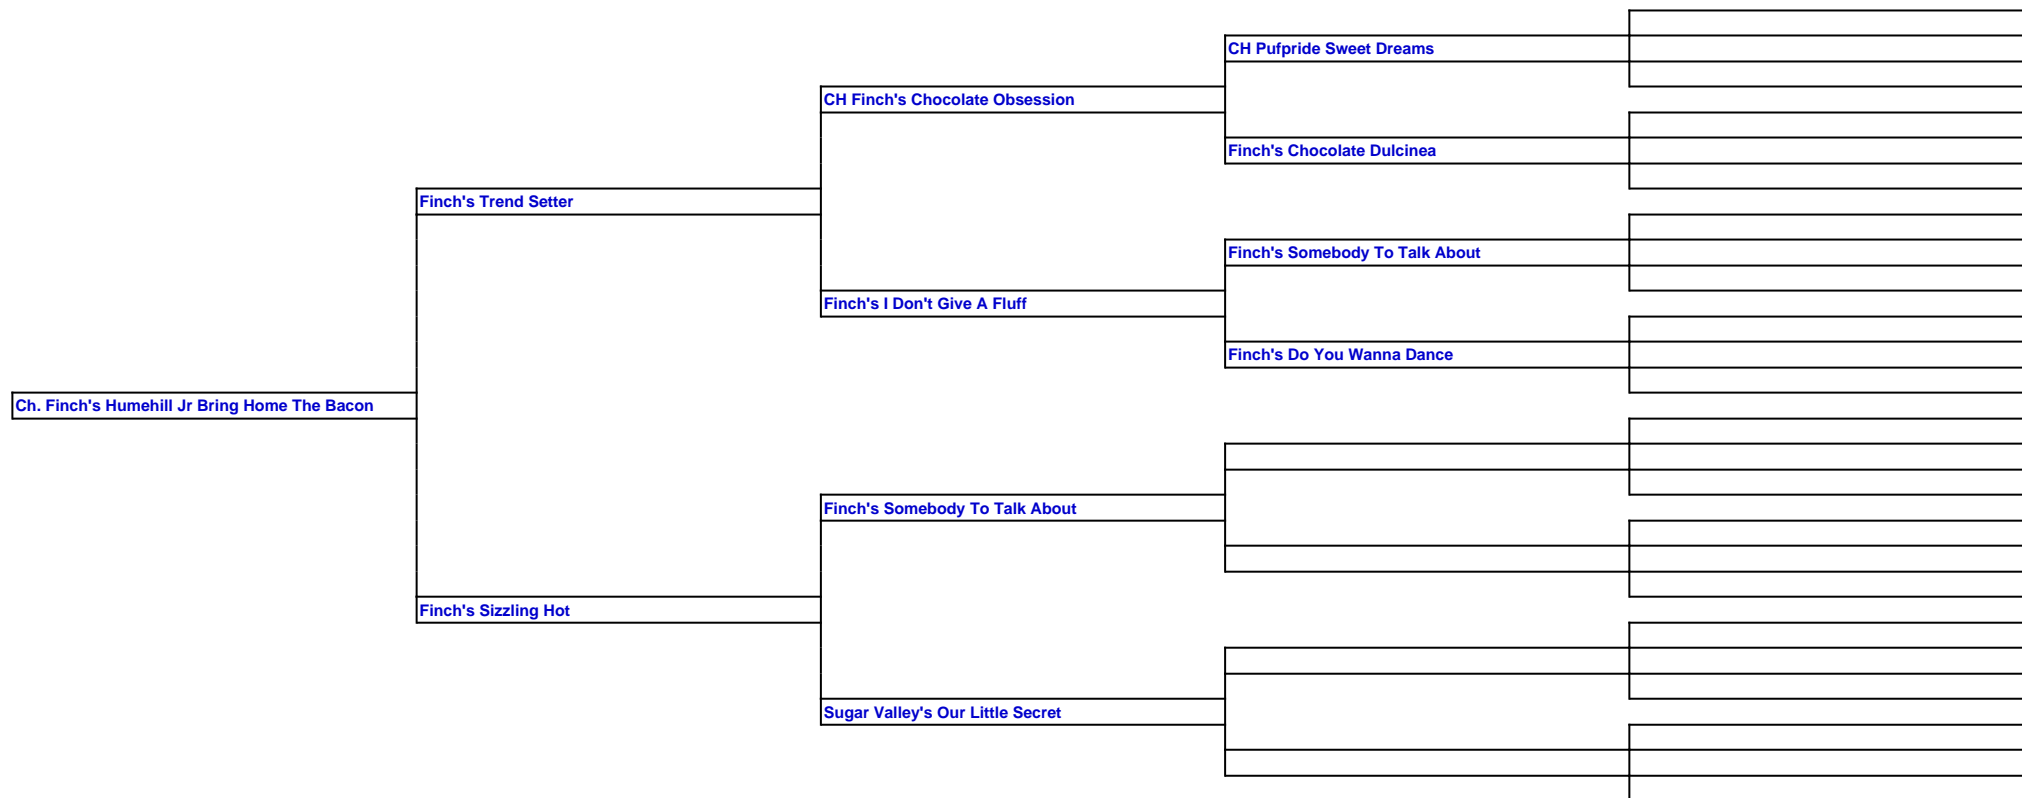 CH Pufpride Sweet Dreams
CH Finch's Chocolate Obsession
Finch's Chocolate Dulcinea
Finch's Trend Setter
Finch's Somebody To Talk About
Finch's I Don't Give A Fluff
Finch's Do You Wanna Dance
Ch. Finch's Humehill Jr Bring Home The Bacon
Finch's Somebody To Talk About
Finch's Sizzling Hot
Sugar Valley's Our Little Secret